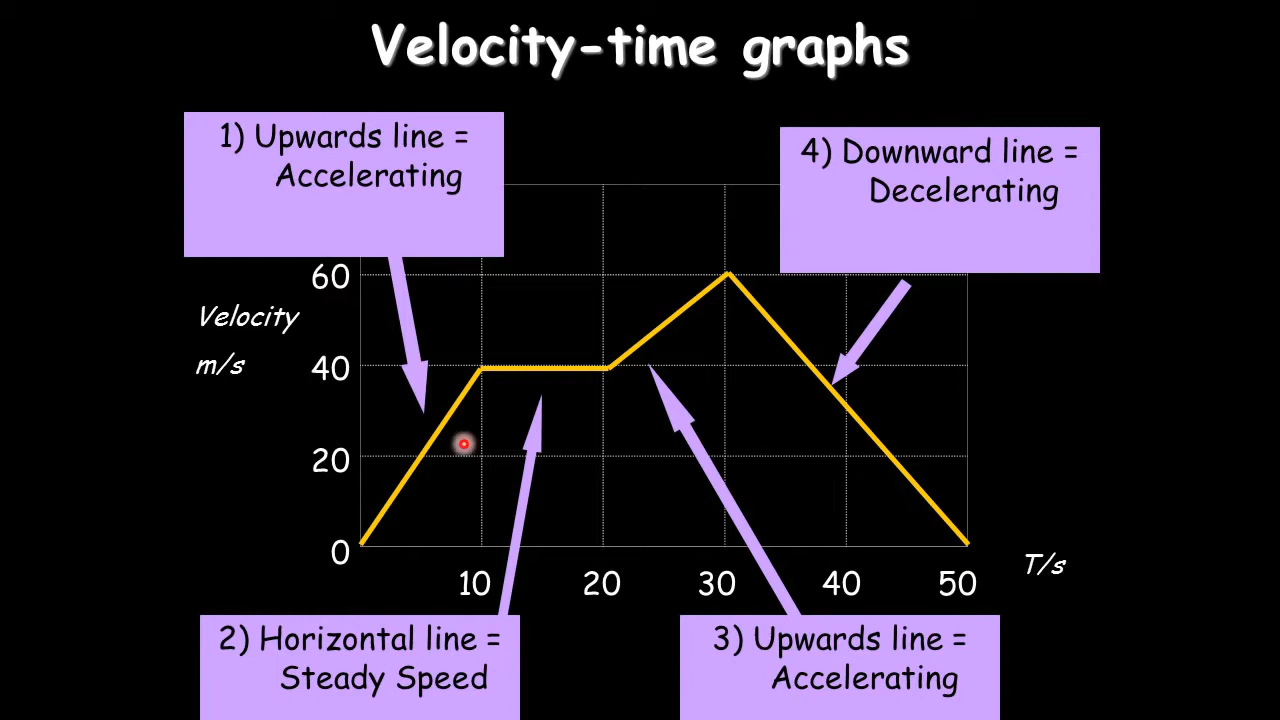 Velocity-time graphs
1) Upwards line =
Accelerating
4) Downward line =
Decelerating
60
Velocity
m/s
40
20
0
10 20 30 40 50
T/s
2) Horizontal line =
Steady Speed
3) Upwards line =
Accelerating